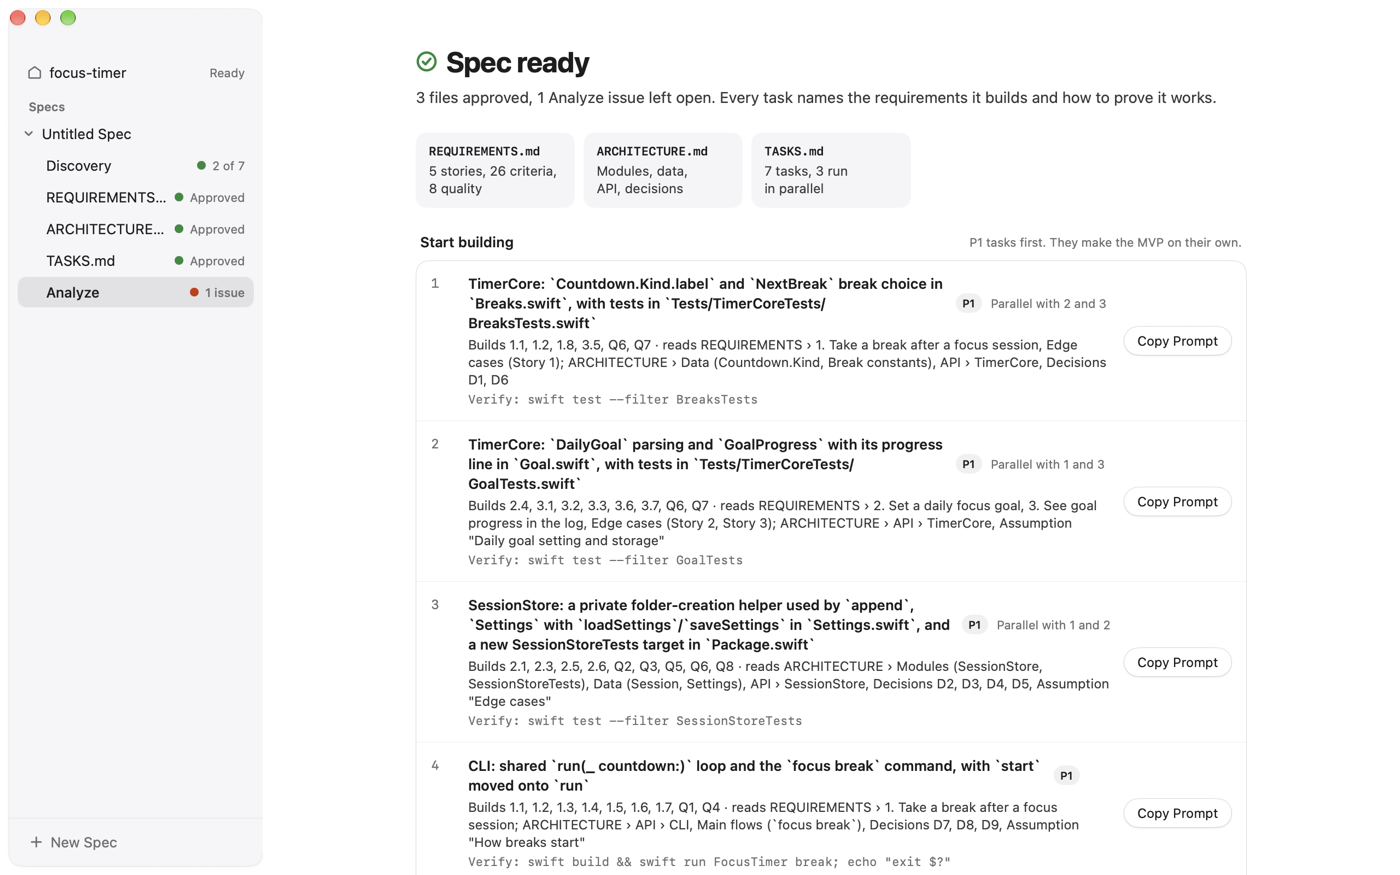 focus-timer
Ready
Specs
Untitled Spec
Discovery
2 of 7
REQUIREMENTS...
Approved
ARCHITECTURE...
Approved
TASKS.md
Approved
Analyze
1 issue
+ New Spec
Spec ready
3 files approved, 1 Analyze issue left open. Every task names the requirements it builds and how to prove it works.
REQUIREMENTS.md
5 stories, 26 criteria,
8 quality
ARCHITECTURE.md
Modules, data,
API, decisions
TASKS.md
7 tasks, 3 run
in parallel
Start building
P1 tasks first. They make the MVP on their own.
1
TimerCore: `Countdown.Kind.label` and `NextBreak` break choice in
`Breaks.swift`, with tests in `Tests/TimerCoreTests/
BreaksTests.swift`
P1
Parallel with 2 and 3
Builds 1.1, 1.2, 1.8, 3.5, Q6, Q7 · reads REQUIREMENTS › 1. Take a break after a focus session, Edge
cases (Story 1); ARCHITECTURE › Data (Countdown.Kind, Break constants), API › TimerCore, Decisions
D1, D6
Verify: swift test --filter BreaksTests
Copy Prompt
2
TimerCore: `DailyGoal` parsing and `GoalProgress` with its progress
line in `Goal.swift`, with tests in `Tests/TimerCoreTests/
GoalTests.swift`
P1
Parallel with 1 and 3
Builds 2.4, 3.1, 3.2, 3.3, 3.6, 3.7, Q6, Q7 · reads REQUIREMENTS › 2. Set a daily focus goal, 3. See goal
progress in the log, Edge cases (Story 2, Story 3); ARCHITECTURE › API › TimerCore, Assumption
"Daily goal setting and storage"
Verify: swift test --filter GoalTests
Copy Prompt
3
SessionStore: a private folder-creation helper used by `append`,
`Settings` with `loadSettings`/`saveSettings` in `Settings.swift`, and
a new SessionStoreTests target in `Package.swift`
P1
Parallel with 1 and 2
Builds 2.1, 2.3, 2.5, 2.6, Q2, Q3, Q5, Q6, Q8 · reads ARCHITECTURE › Modules (SessionStore,
SessionStoreTests), Data (Session, Settings), API › SessionStore, Decisions D2, D3, D4, D5, Assumption
"Edge cases"
Verify: swift test --filter SessionStoreTests
Copy Prompt
4
CLI: shared `run(_ countdown:)` loop and the `focus break` command, with `start`
moved onto `run`
P1
Builds 1.1, 1.2, 1.3, 1.4, 1.5, 1.6, 1.7, Q1, Q4 · reads REQUIREMENTS › 1. Take a break after a focus
session; ARCHITECTURE › API › CLI, Main flows (`focus break`), Decisions D7, D8, D9, Assumption
"How breaks start"
Verify: swift build && swift run FocusTimer break; echo "exit $?"
Copy Prompt